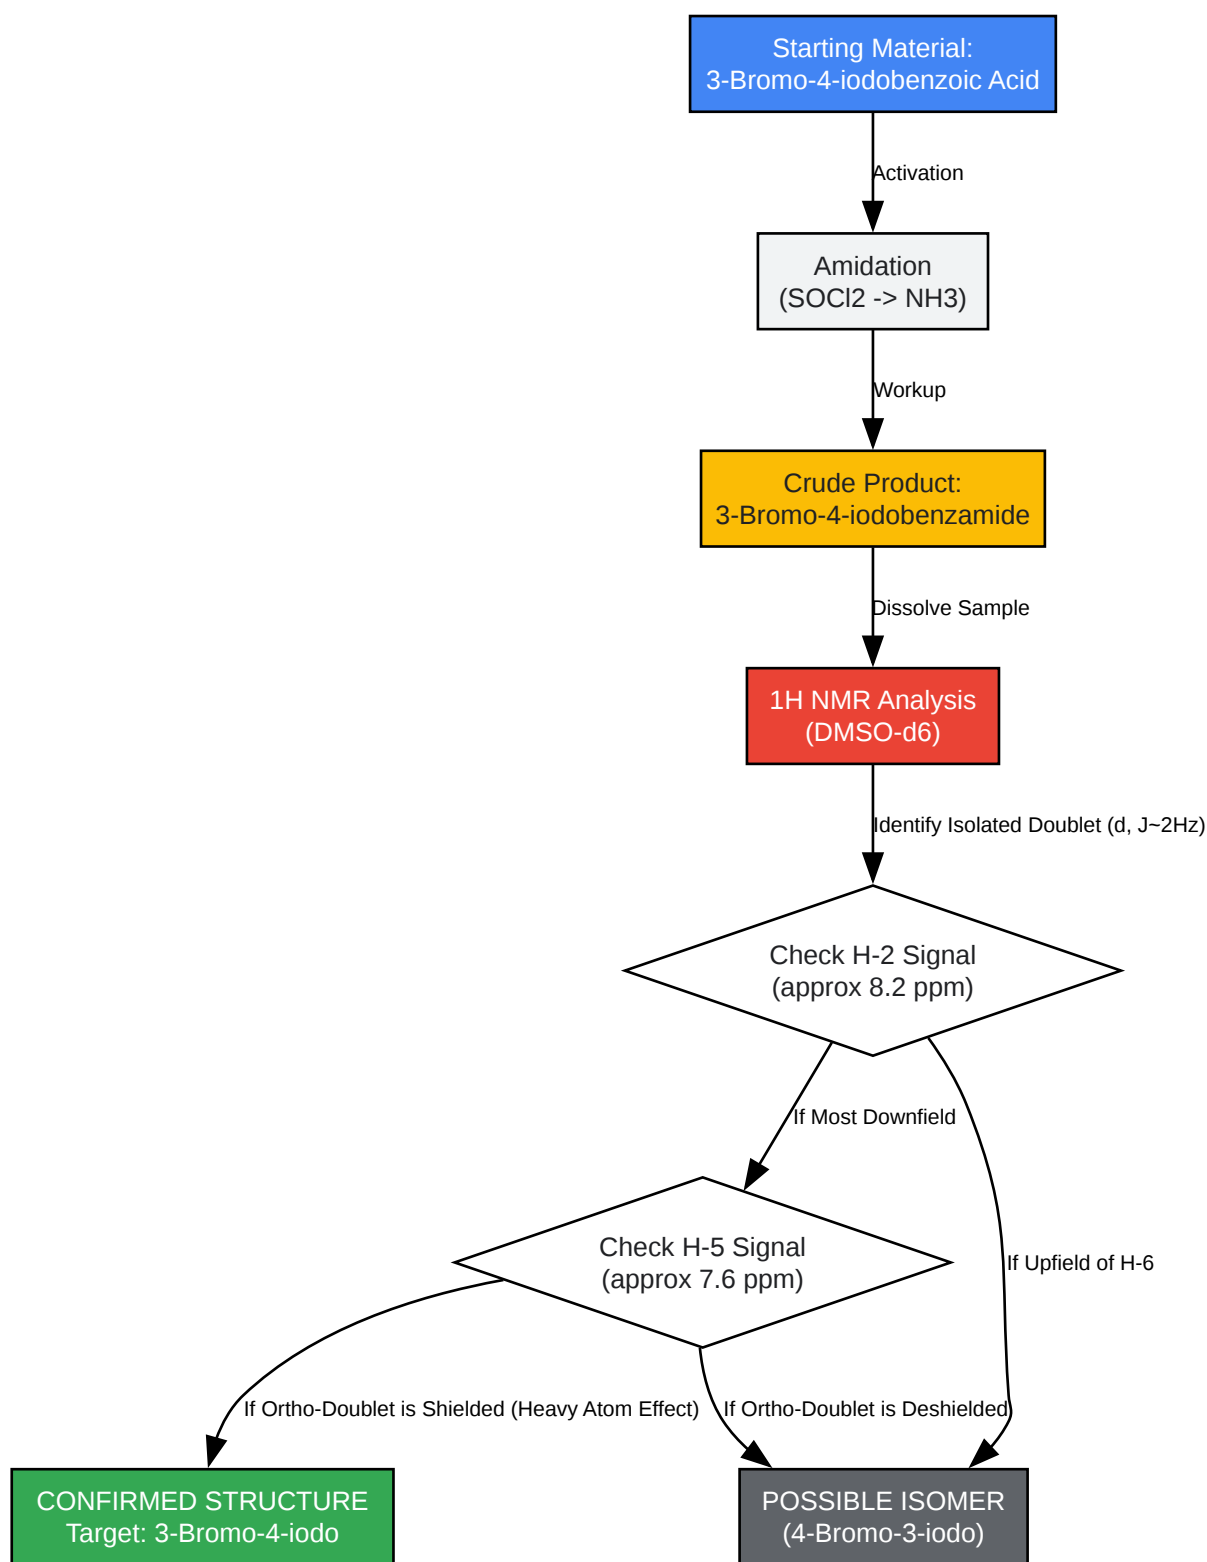 Starting Material:
3-Bromo-4-iodobenzoic Acid
Activation
Amidation
(SOCl2 -> NH3)
Workup
Crude Product:
3-Bromo-4-iodobenzamide
Dissolve Sample
1H NMR Analysis
(DMSO-d6)
Identify Isolated Doublet (d, J~2Hz)
Check H-2 Signal
(approx 8.2 ppm)
If Most Downfield
Check H-5 Signal
(approx 7.6 ppm)
If Upfield of H-6
If Ortho-Doublet is Shielded (Heavy Atom Effect)
If Ortho-Doublet is Deshielded
CONFIRMED STRUCTURE
Target: 3-Bromo-4-iodo
POSSIBLE ISOMER
(4-Bromo-3-iodo)